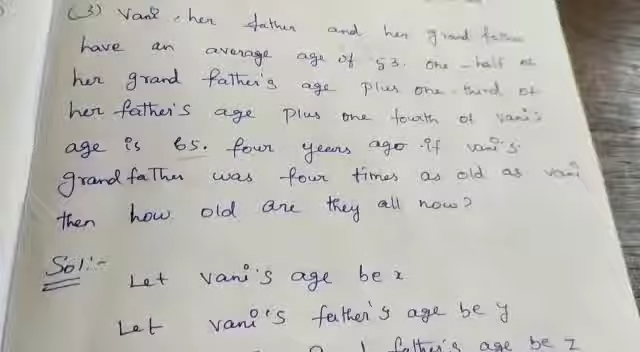 (3) Vani, her father and her grand father
have an average age of 53. One-half of
her grand father's age plus one-third of
her father's age plus one fourth of vani's
age is 65. four years ago if vani's
grandfather was four times as old as vani
then how old are they all now?
Sol:- Let vani's age be x
Let vani's father's age be y
father's age be z